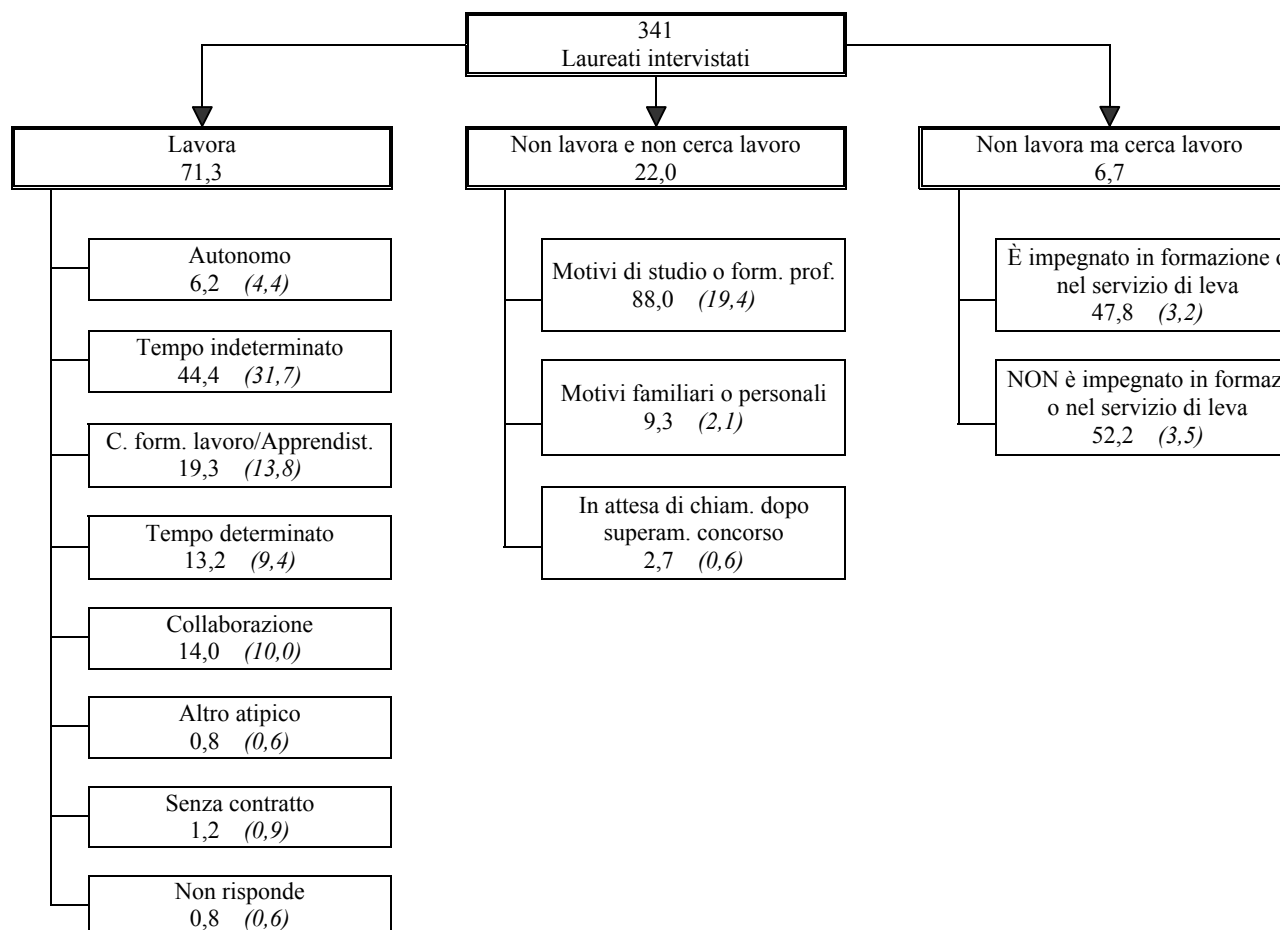 341
Laureati intervistati
Lavora
71,3
Autonomo
6,2 (4,4)
Tempo indeterminato
44,4 (31,7)
C. form. lavoro/Apprendist.
19,3 (13,8)
Tempo determinato
13,2 (9,4)
Collaborazione
14,0 (10,0)
Altro atipico
0,8 (0,6)
Senza contratto
1,2 (0,9)
Non risponde
0,8 (0,6)
Non lavora e non cerca lavoro
22,0
Motivi di studio o form. prof.
88,0 (19,4)
Motivi familiari o personali
9,3 (2,1)
In attesa di chiam. dopo
superam. concorso
2,7 (0,6)
Non lavora ma cerca lavoro
6,7
È impegnato in formazione
nel servizio di leva
47,8 (3,2)
NON è impegnato in
o nel servizio di leva
52,2 (3,5)